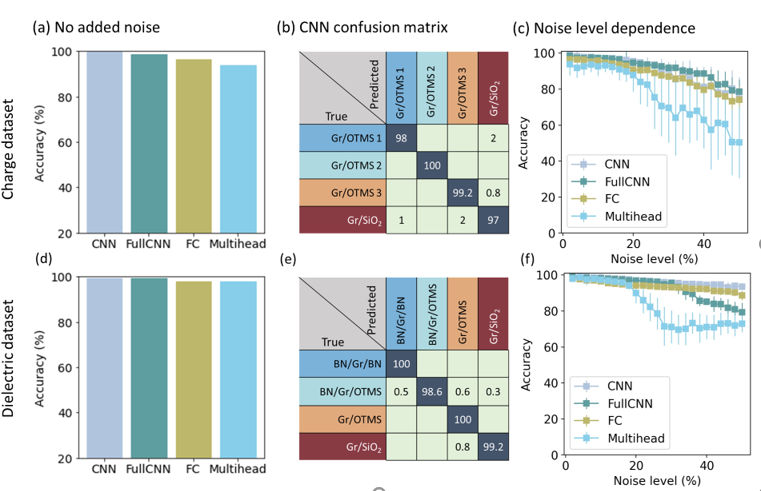 (a) No added noise
(b) CNN confusion matrix
(c) Noise level dependence
Charge dataset
Accuracy (%)
100
80
60
40
20
CNN FullCNN FC Multihead
Predicted
True
Gr/OTMS 1
Gr/OTMS 2
Gr/OTMS 3
Gr/SiO₂
Gr/OTMS 1 98 2
Gr/OTMS 2 100
Gr/OTMS 3 99.2 0.8
Gr/SiO₂ 1 2 97
Accuracy
100
80
60
40
20
0
CNN
FullCNN
FC
Multihead
0 20 40
Noise level (%)
(d)
(e)
(f)
Dielectric dataset
Accuracy (%)
100
80
60
40
20
CNN FullCNN FC Multihead
Predicted
True
BN/Gr/BN
BN/Gr/OTMS
Gr/OTMS
Gr/SiO₂
BN/Gr/BN 100
BN/Gr/OTMS 0.5 98.6 0.6 0.3
Gr/OTMS 100
Gr/SiO₂ 0.8 99.2
Accuracy
100
80
60
40
20
0
CNN
FullCNN
FC
Multihead
0 20 40
Noise level (%)